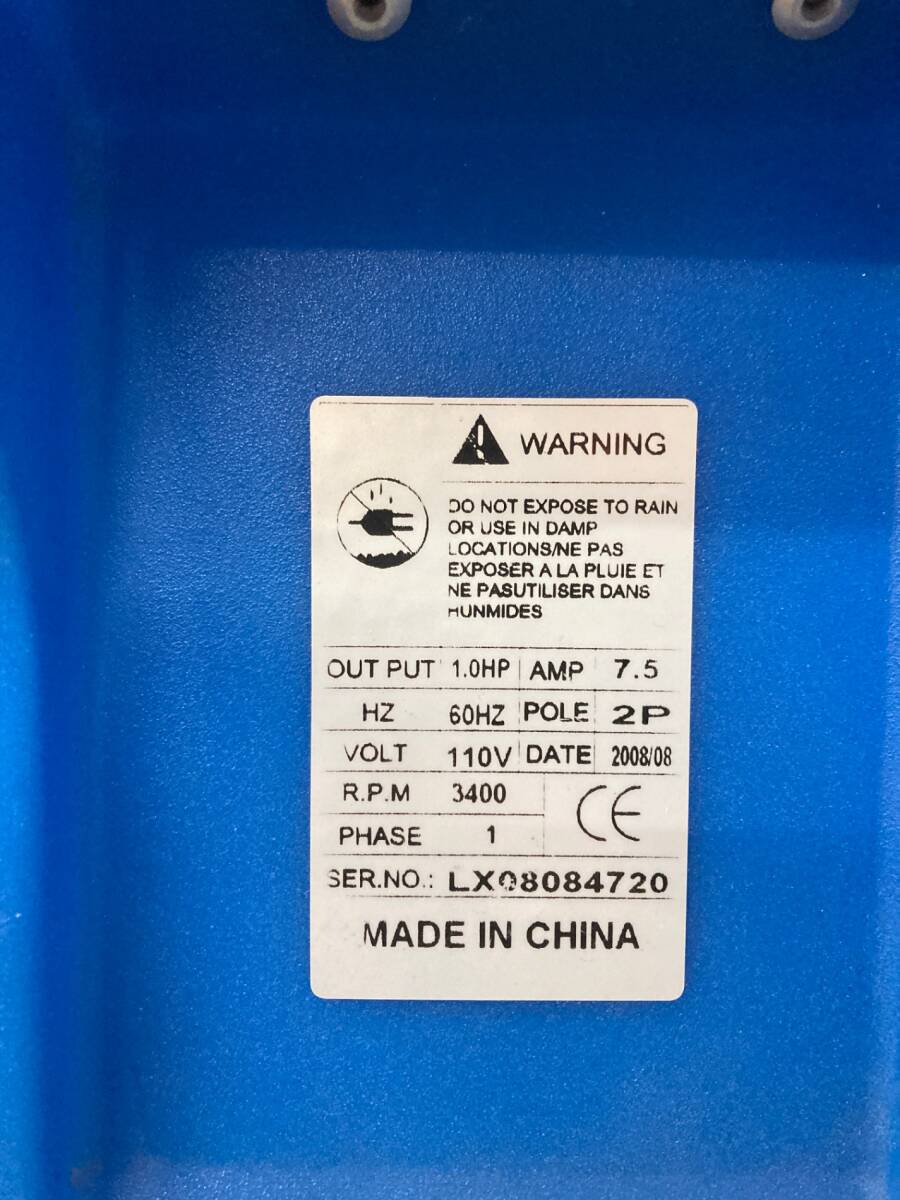 WARNING
DO NOT EXPOSE TO RAIN
OR USE IN DAMP
LOCATIONS/NE PAS
EXPOSER A LA PLUIE ET
NE PASUTILISER DANS
HUNMIDES
OUT PUT 1.0HP AMP 7.5
HZ 60HZ POLE 2P
VOLT 110V DATE 2008/08
R.P.M 3400
CE
PHASE 1
SER.NO.: LX08084720
MADE IN CHINA